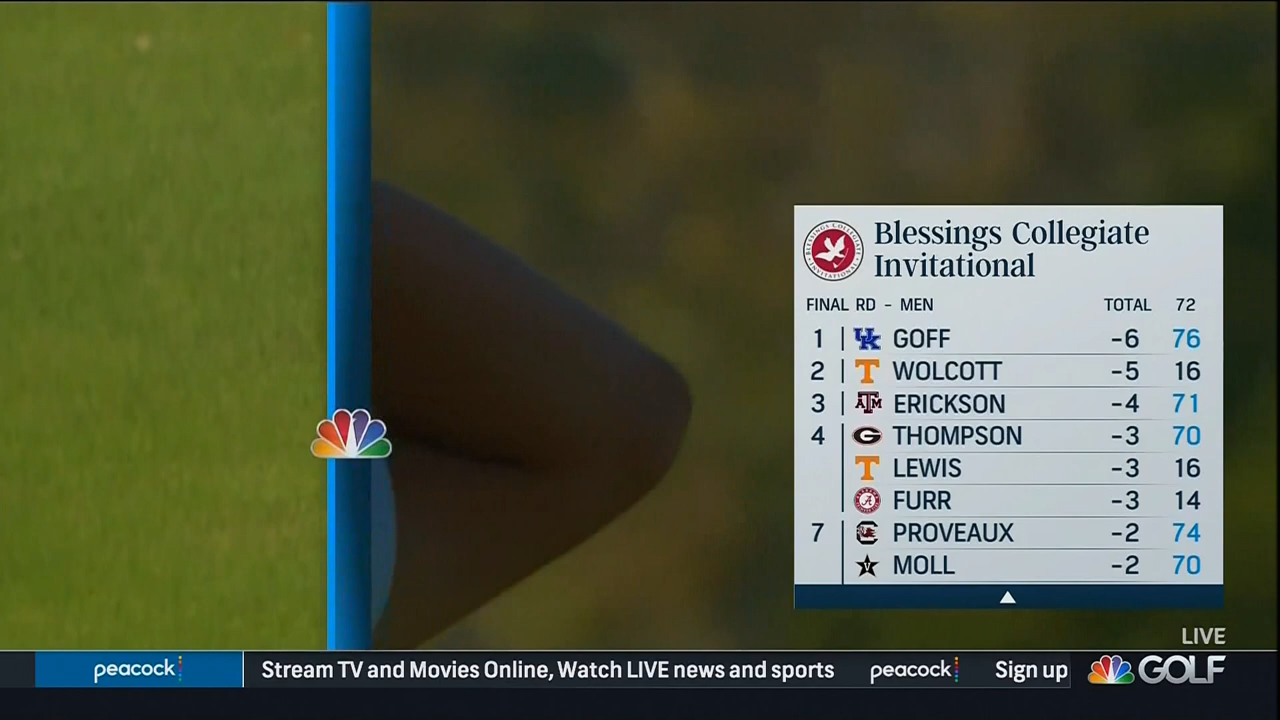 Blessings Collegiate
Invitational
FINAL RD - MEN TOTAL 72
1 GOFF -6 76
2 WOLCOTT -5 16
3 ERICKSON -4 71
4 THOMPSON -3 70
LEWIS -3 16
FURR -3 14
7 PROVEAUX -2 74
MOLL -2 70
LIVE
peacock Stream TV and Movies Online, Watch LIVE news and sports peacock Sign up GOLF